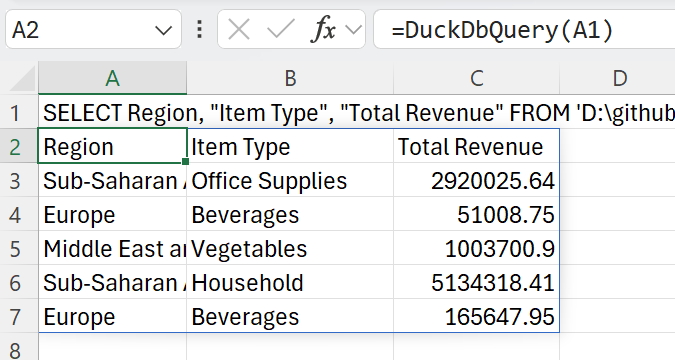 A2 fx =DuckDbQuery(A1)
A B C D
1 SELECT Region, "Item Type", "Total Revenue" FROM 'D:\github
2 Region Item Type Total Revenue
3 Sub-Saharan Office Supplies 2920025.64
4 Europe Beverages 51008.75
5 Middle East Vegetables 1003700.9
6 Sub-Saharan Household 5134318.41
7 Europe Beverages 165647.95
8